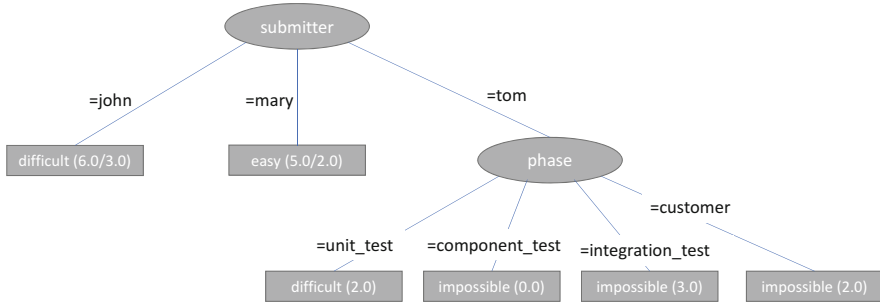 submitter
=john
=mary
=tom
difficult (6.0/3.0)
easy (5.0/2.0)
phase
=customer
=unit_test
=component_test
=integration_test
difficult (2.0)
impossible (0.0)
impossible (3.0)
impossible (2.0)